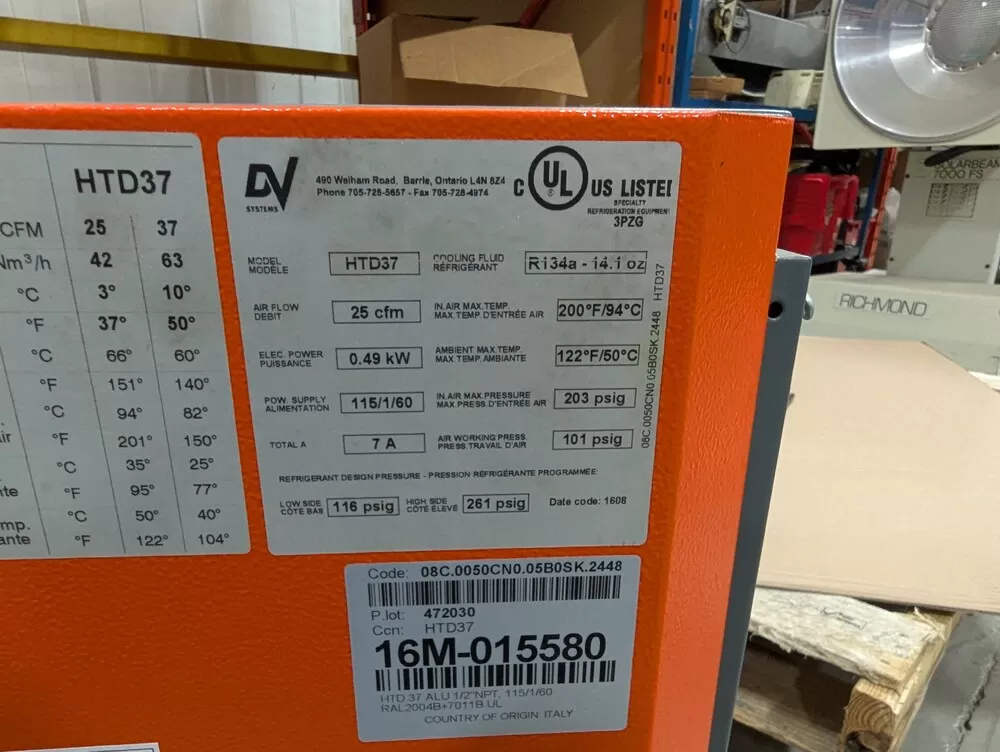 HTD37
CFM 25 37
Nm³/h 42 63
°C 3° 10°
°F 37° 50°
°C 66° 60°
°F 151° 140°
°C 94° 82°
air °F 201° 150°
°C 35° 25°
°F 95° 77°
°C 50° 40°
°F 122° 104°
DV
SYSTEMS
490 Welham Road, Barrie, Ontario L4N 8Z4
Phone 705-728-5657 - Fax 705-728-4974
C UL US LISTE
SPECIALTY
REFRIGERATION EQUIPMENT
3PZG
MODEL
MODÈLE
HTD37
COOLING FLUID
RÉFRIGÉRANT
R134a - 14.1 oz
AIR FLOW
DEBIT
25 cfm
IN.AIR MAX.TEMP
MAX.TEMP D'ENTRÉE AIR
200°F/94°C
ELEC. POWER
PUISSANCE
0.49 kW
AMBIENT MAX.TEMP.
MAX TEMP.AMBIANTE
122°F/50°C
POW. SUPPLY
ALIMENTATION
115/1/60
IN.AIR MAX.PRESSURE
MAX.PRESS.D'ENTRÉE AIR
203 psig
TOTAL A
7 A
AIR WORKING PRESS.
PRESS.TRAVAIL D'AIR
101 psig
REFRIGERANT DESIGN PRESSURE - PRESSION RÉFRIGÉRANTE PROGRAMMÉE:
LOW SIDE
CÔTÉ BAS
116 psig
HIGH SIDE
CÔTÉ ÉLEVÉ
261 psig
Date code: 1608
08C.0050CN0.05B0SK.2448 HTD37
Code: 08C.0050CN0.05B0SK.2448
P.lot: 472030
Ccn: HTD37
16M-015580
HTD 37 ALU 1/2"NPT, 115/1/60
RAL2004B+7011B UL
COUNTRY OF ORIGIN ITALY
SOLARBEAM
7000 FS
RICHMOND